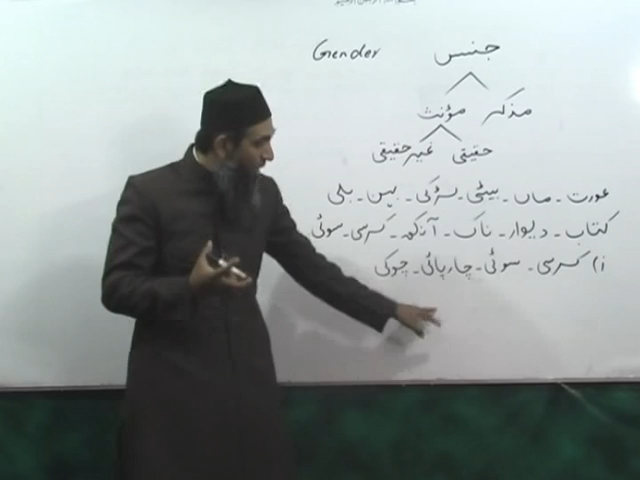 Gender جنس
مذکر مؤنث
حقیقی غیر حقیقی
عورت ۔ ماں ۔ بیٹی ۔ لڑکی ۔ بہن ۔ بلی
کتاب ۔ دیوار ۔ ناک ۔ آنکھ ۔ کرسی ۔ سوئی
i) کرسی ۔ سوئی ۔ چارپائی ۔ چوکی